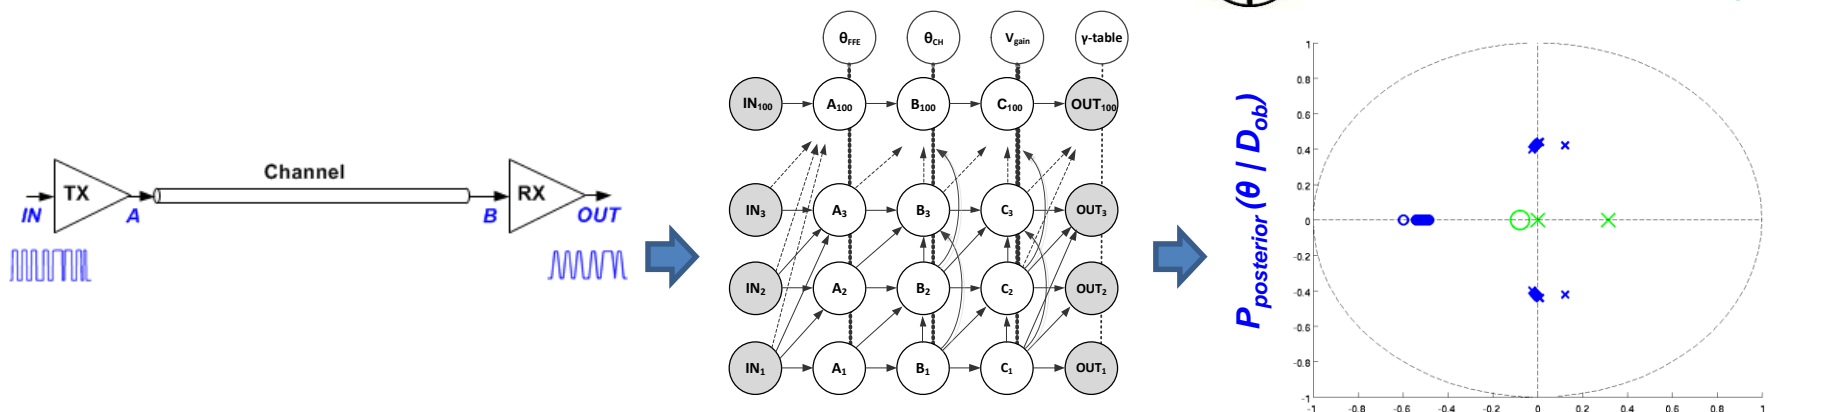 Channel
TX
RX
IN
A
B
OUT
θFFE
θCH
Vgain
γ-table
IN100
A100
B100
C100
OUT100
IN3
A3
B3
C3
OUT3
IN2
A2
B2
C2
OUT2
IN1
A1
B1
C1
OUT1
Pposterior (θ | Dob)
1
0.8
0.6
0.4
0.2
0
-0.2
-0.4
-0.6
-0.8
-1
-1 -0.8 -0.6 -0.4 -0.2 0 0.2 0.4 0.6 0.8 1